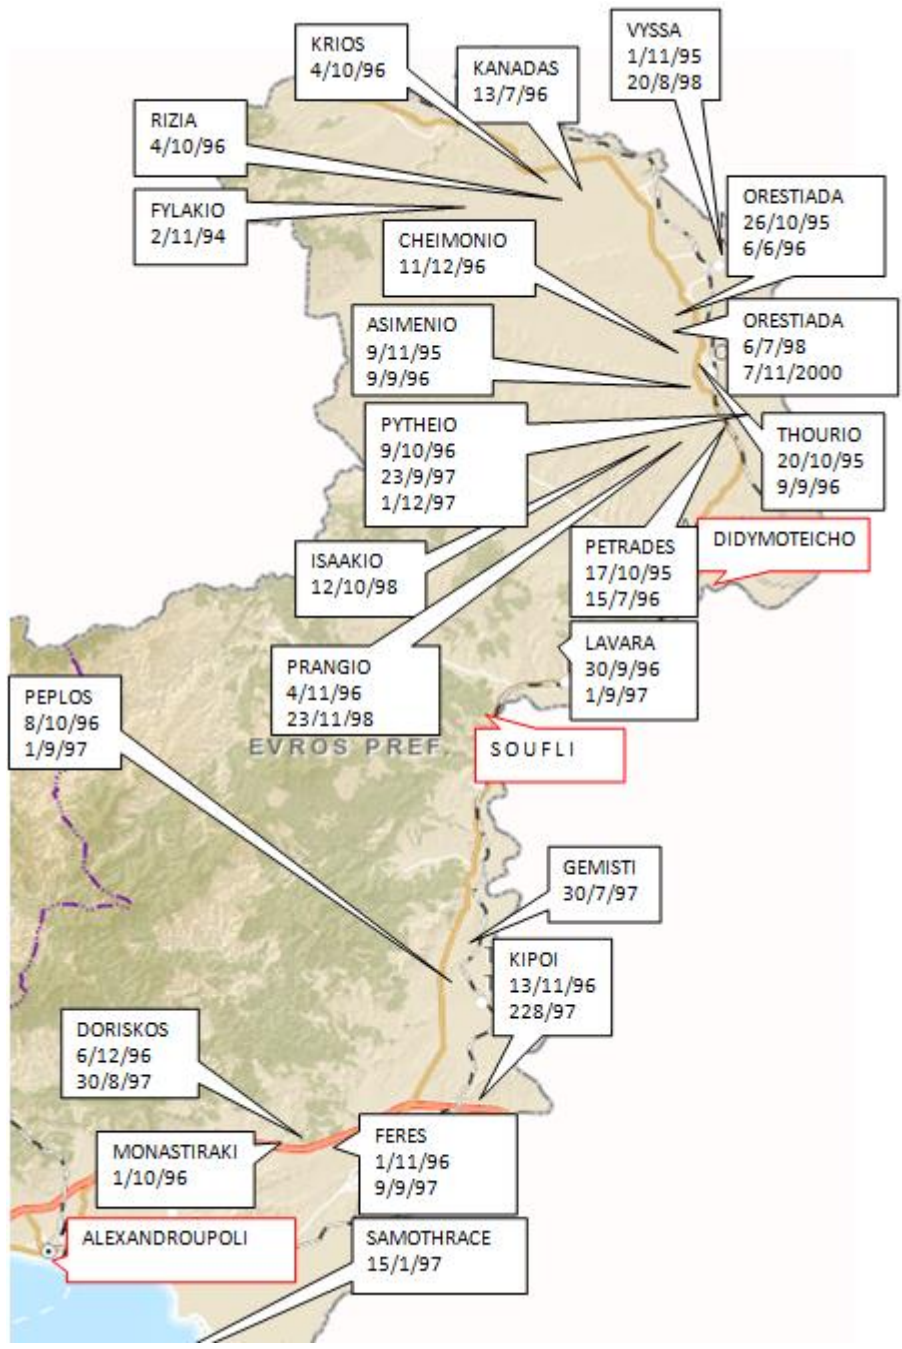 KRIOS
4/10/96
KANADAS
13/7/96
VYSSA
1/11/95
20/8/98
RIZIA
4/10/96
FYLAKIO
2/11/94
CHEIMONIO
11/12/96
ORESTIADA
26/10/95
6/6/96
ASIMENIO
9/11/95
9/9/96
ORESTIADA
6/7/98
7/11/2000
PYTHEIO
9/10/96
23/9/97
1/12/97
THOURIO
20/10/95
9/9/96
ISAAKIO
12/10/98
PETRADES
17/10/95
15/7/96
DIDYMOTEICHO
PRANGIO
4/11/96
23/11/98
LAVARA
30/9/96
1/9/97
PEPLOS
8/10/96
1/9/97
EVROS PREF.
SOUFLI
GEMISTI
30/7/97
KIPOI
13/11/96
228/97
DORISKOS
6/12/96
30/8/97
MONASTIRAKI
1/10/96
FERES
1/11/96
9/9/97
ALEXANDROUPOLI
SAMOTHRACE
15/1/97